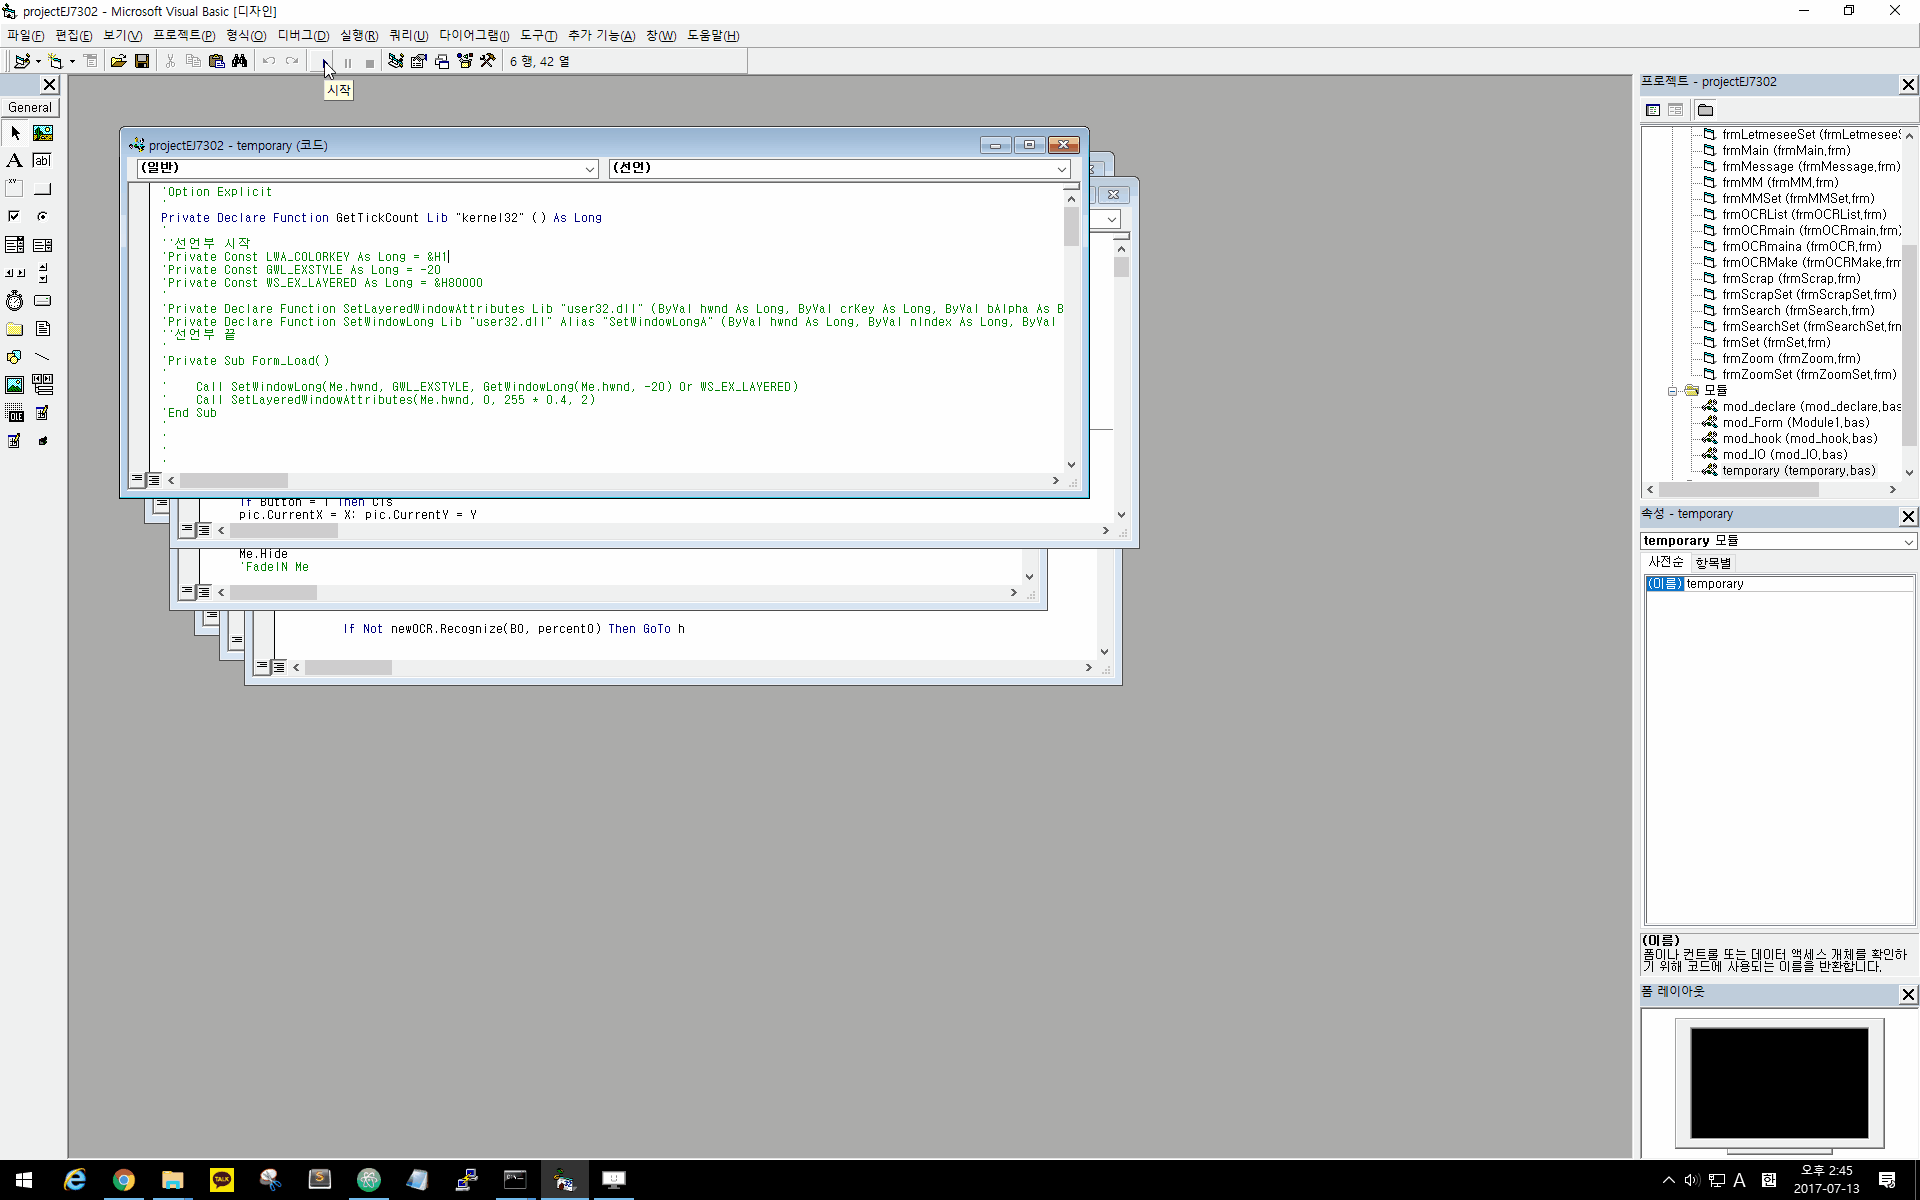 projectEJ7302 - Microsoft Visual Basic [디자인]
파일(F) 편집(E) 보기(V) 프로젝트(P) 형식(O) 디버그(D) 실행(R) 쿼리(U) 다이어그램(I) 도구(T) 추가 기능(A) 창(W) 도움말(H)
6 행, 42 열
시작
General
projectEJ7302 - temporary (코드)
(일반) (선언)
'Option Explicit
'
Private Declare Function GetTickCount Lib "kernel32" () As Long
'
''선언부 시작
'Private Const LWA_COLORKEY As Long = &H1
'Private Const GWL_EXSTYLE As Long = -20
'Private Const WS_EX_LAYERED As Long = &H80000
'
'Private Declare Function SetLayeredWindowAttributes Lib "user32.dll" (ByVal hwnd As Long, ByVal crKey As Long, ByVal bAlpha As B
'Private Declare Function SetWindowLong Lib "user32.dll" Alias "SetWindowLongA" (ByVal hwnd As Long, ByVal nIndex As Long, ByVal
''선언부 끝
'
'Private Sub Form_Load()
'
'    Call SetWindowLong(Me.hwnd, GWL_EXSTYLE, GetWindowLong(Me.hwnd, -20) Or WS_EX_LAYERED)
'    Call SetLayeredWindowAttributes(Me.hwnd, 0, 255 * 0.4, 2)
'End Sub
'
'
'
'
If Button = 1 Then Cls
pic.CurrentX = X: pic.CurrentY = Y
Me.Hide
'FadeIN Me
If Not newOCR.Recognize(B0, percent0) Then GoTo h
프로젝트 - projectEJ7302
frmLetmeseeSet (frmLetmeseeS
frmMain (frmMain.frm)
frmMessage (frmMessage.frm)
frmMM (frmMM.frm)
frmMMSet (frmMMSet.frm)
frmOCRList (frmOCRList.frm)
frmOCRmain (frmOCRmain.frm)
frmOCRmaina (frmOCR.frm)
frmOCRMake (frmOCRMake.frm
frmScrap (frmScrap.frm)
frmScrapSet (frmScrapSet.frm)
frmSearch (frmSearch.frm)
frmSearchSet (frmSearchSet.frm
frmSet (frmSet.frm)
frmZoom (frmZoom.frm)
frmZoomSet (frmZoomSet.frm)
모듈
mod_declare (mod_declare.bas
mod_Form (Module1.bas)
mod_hook (mod_hook.bas)
mod_IO (mod_IO.bas)
temporary (temporary.bas)
속성 - temporary
temporary 모듈
사전순 항목별
(이름) temporary
(이름)
폼이나 컨트롤 또는 데이터 액세스 개체를 확인하
기 위해 코드에 사용되는 이름을 반환합니다.
폼 레이아웃
TALK
A 한
오후 2:45
2017-07-13